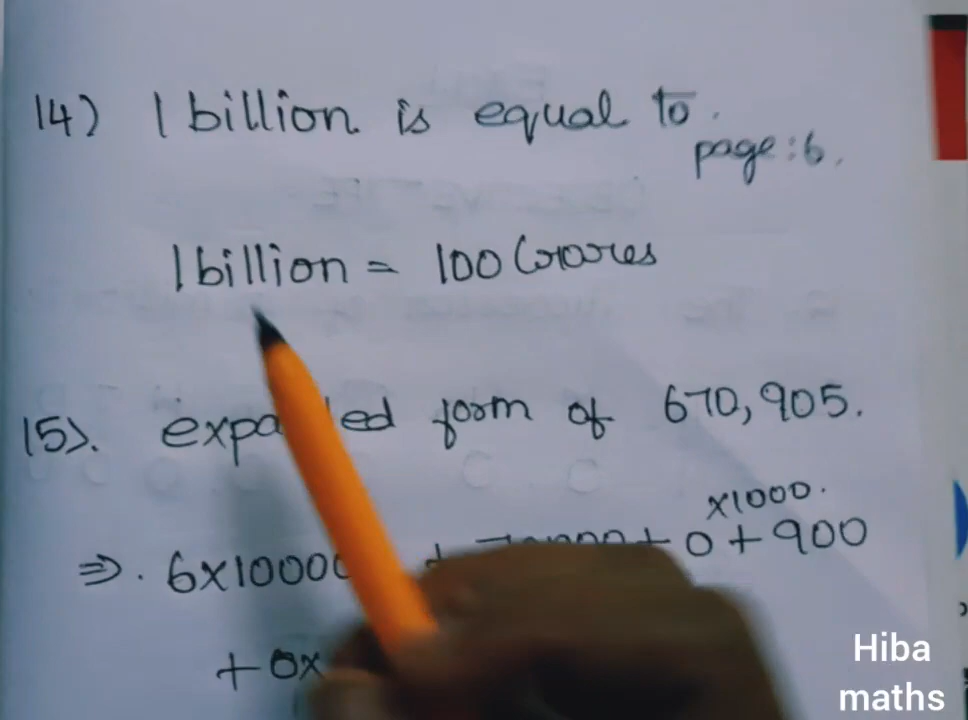 14) 1 billion is equal to.
page:6.
1 billion = 100 Crores
15). expa ed form of 670,905.
x1000.
⇒. 6x1000 + 0 + 900
+ 0x
Hiba
maths